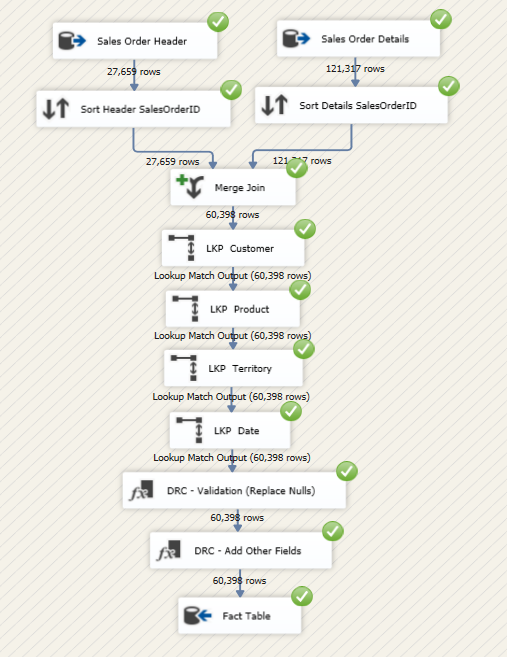 Sales Order Header
Sales Order Details
27,659 rows
121,317 rows
Sort Header SalesOrderID
Sort Details SalesOrderID
27,659 rows
121,317 rows
Merge Join
60,398 rows
LKP Customer
Lookup Match Output (60,398 rows)
LKP Product
Lookup Match Output (60,398 rows)
LKP Territory
Lookup Match Output (60,398 rows)
LKP Date
Lookup Match Output (60,398 rows)
fx DRC - Validation (Replace Nulls)
60,398 rows
fx DRC - Add Other Fields
60,398 rows
Fact Table